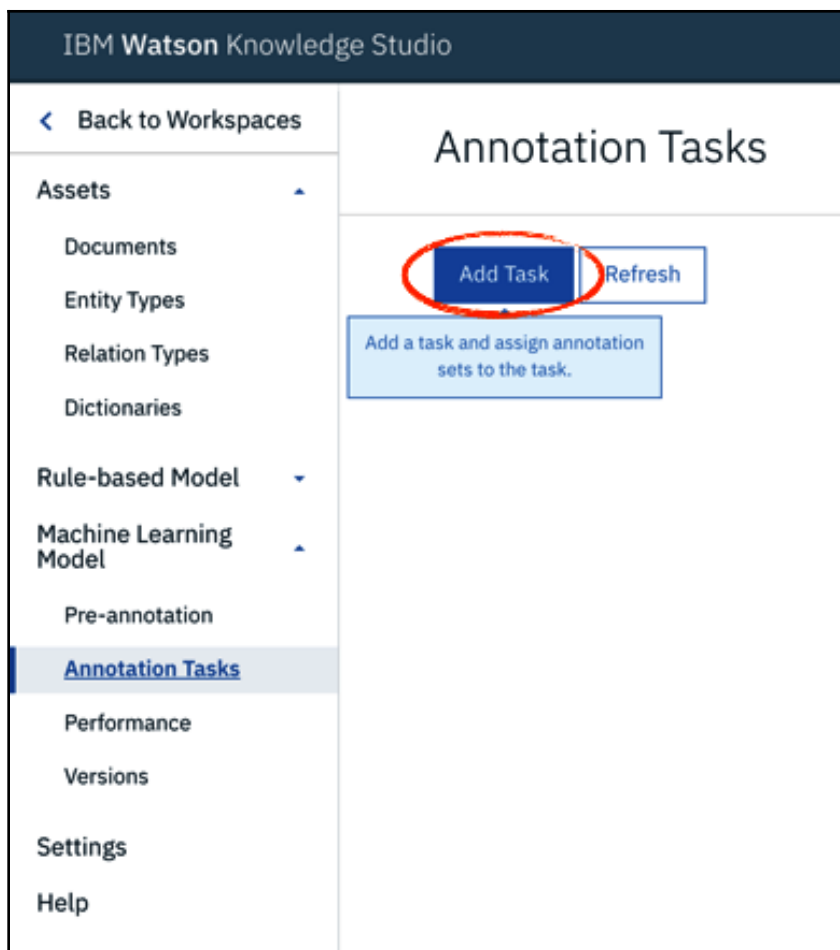 IBM Watson Knowledge Studio
Back to Workspaces
Assets
Documents
Entity Types
Relation Types
Dictionaries
Rule-based Model
Machine Learning
Model
Pre-annotation
Annotation Tasks
Performance
Versions
Settings
Help
Annotation Tasks
Add Task
Refresh
Add a task and assign annotation
sets to the task.